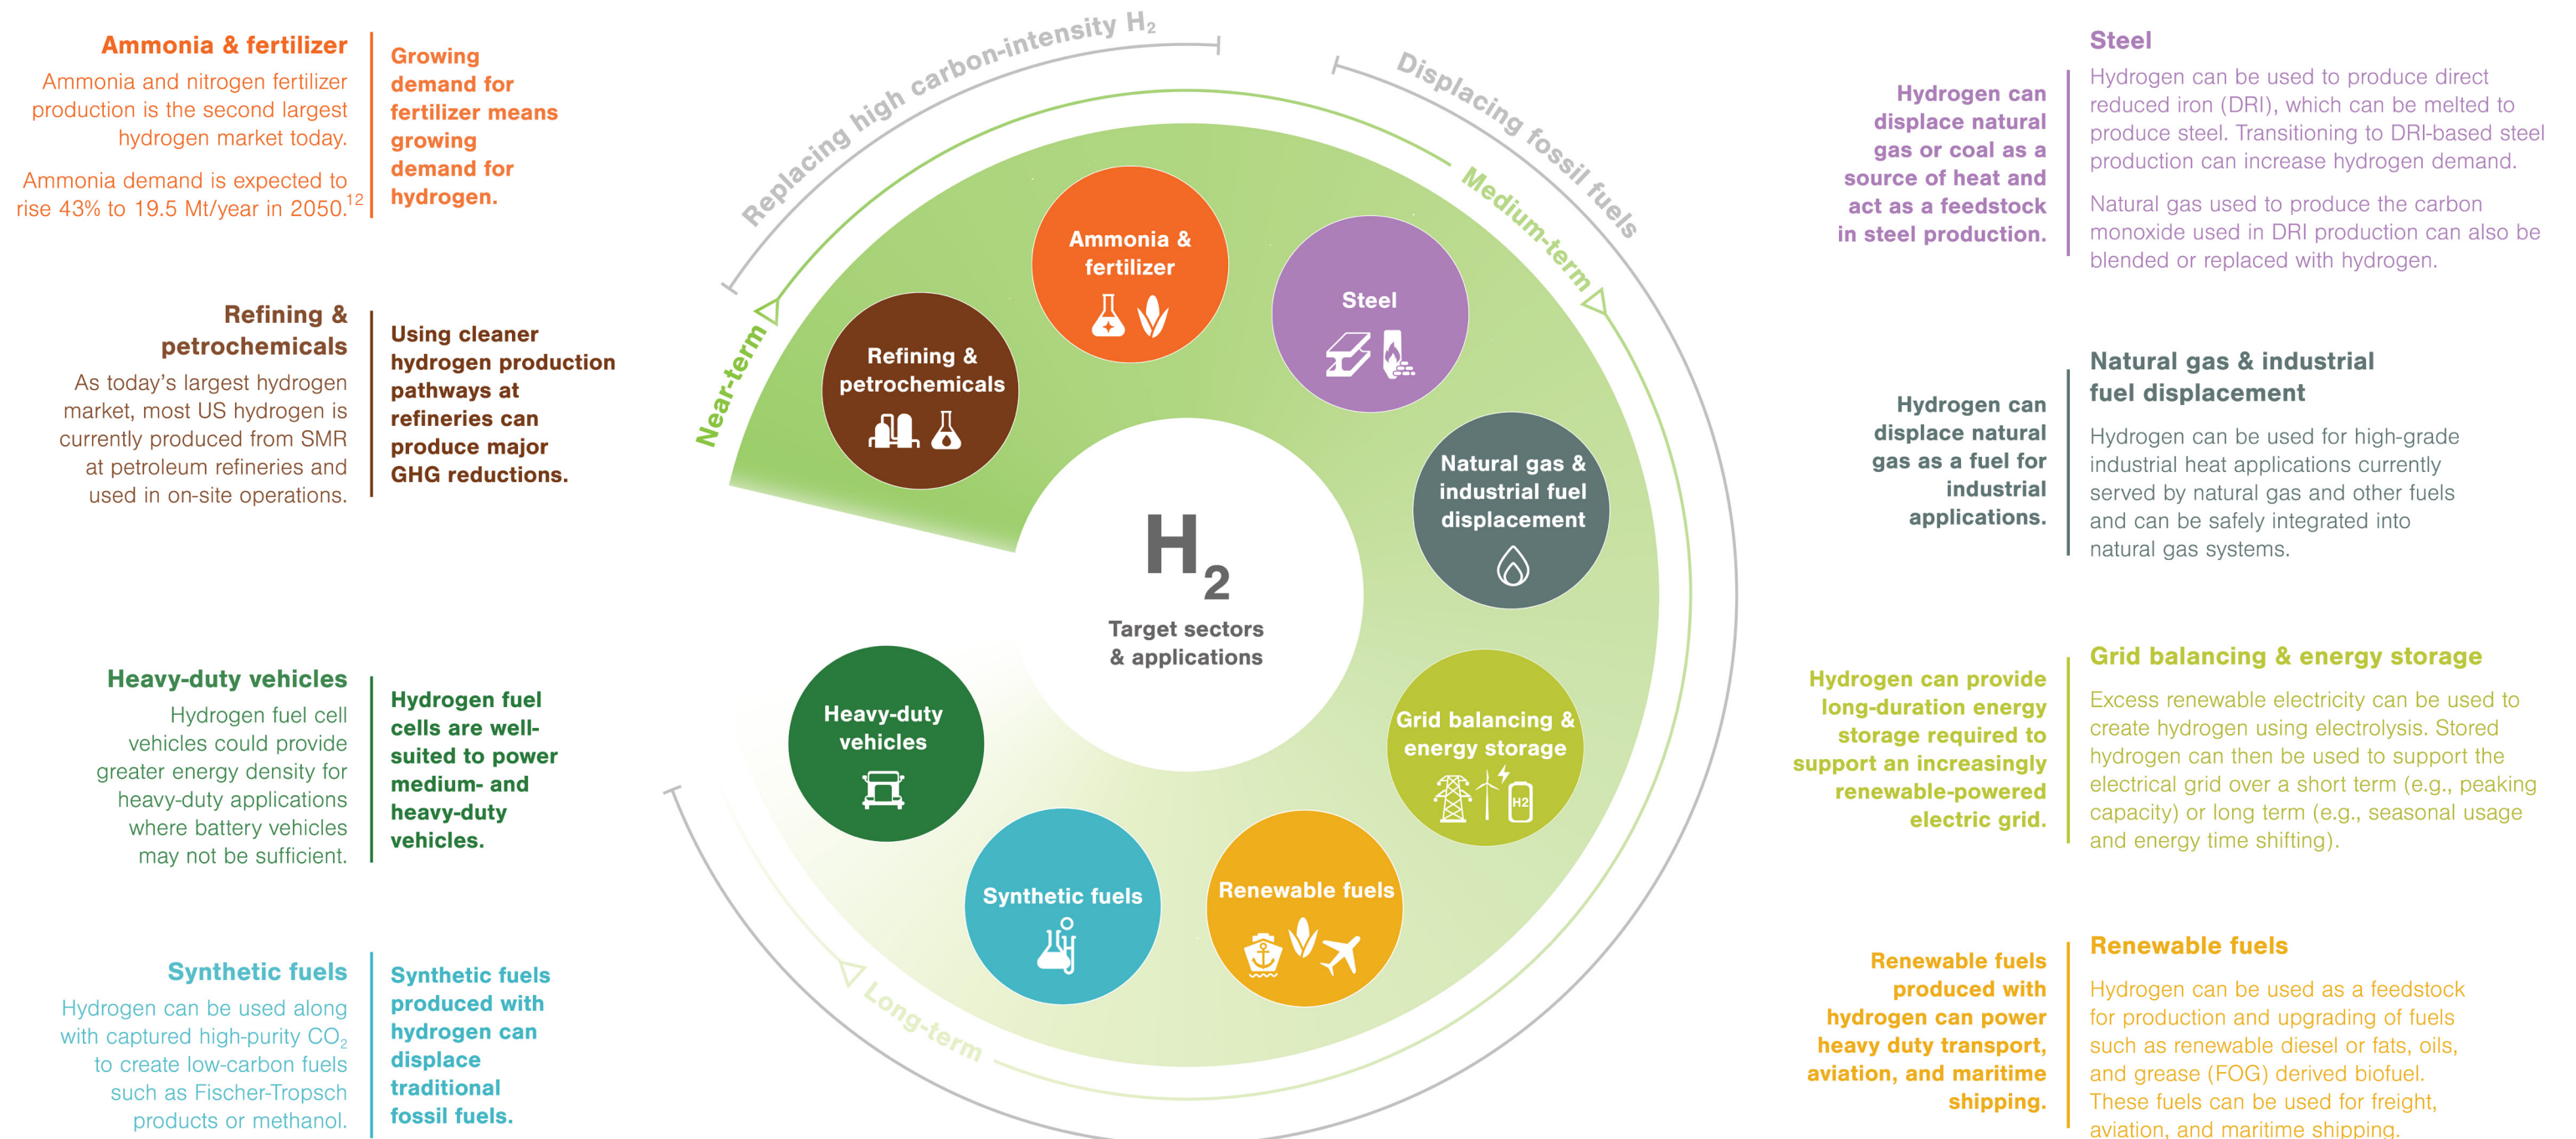 Ammonia & fertilizer
Ammonia and nitrogen fertilizer
production is the second largest
hydrogen market today.
Ammonia demand is expected to
rise 43% to 19.5 Mt/year in 2050.12
Growing
demand for
fertilizer means
growing
demand for
hydrogen.
Refining &
petrochemicals
As today's largest hydrogen
market, most US hydrogen is
currently produced from SMR
at petroleum refineries and
used in on-site operations.
Using cleaner
hydrogen production
pathways at
refineries can
produce major
GHG reductions.
Heavy-duty vehicles
Hydrogen fuel cell
vehicles could provide
greater energy density for
heavy-duty applications
where battery vehicles
may not be sufficient.
Hydrogen fuel
cells are well-
suited to power
medium- and
heavy-duty
vehicles.
Synthetic fuels
Hydrogen can be used along
with captured high-purity CO2
to create low-carbon fuels
such as Fischer-Tropsch
products or methanol.
Synthetic fuels
produced with
hydrogen can
displace
traditional
fossil fuels.
Replacing high carbon-intensity H2
Displacing fossil fuels
Near-term
Medium-term
Long-term
Refining &
petrochemicals
Ammonia &
fertilizer
Steel
Natural gas &
industrial fuel
displacement
Grid balancing &
energy storage
H2
Renewable fuels
Synthetic fuels
Heavy-duty
vehicles
H2
Target sectors
& applications
Hydrogen can
displace natural
gas or coal as a
source of heat and
act as a feedstock
in steel production.
Steel
Hydrogen can be used to produce direct
reduced iron (DRI), which can be melted to
produce steel. Transitioning to DRI-based steel
production can increase hydrogen demand.
Natural gas used to produce the carbon
monoxide used in DRI production can also be
blended or replaced with hydrogen.
Hydrogen can
displace natural
gas as a fuel for
industrial
applications.
Natural gas & industrial
fuel displacement
Hydrogen can be used for high-grade
industrial heat applications currently
served by natural gas and other fuels
and can be safely integrated into
natural gas systems.
Hydrogen can provide
long-duration energy
storage required to
support an increasingly
renewable-powered
electric grid.
Grid balancing & energy storage
Excess renewable electricity can be used to
create hydrogen using electrolysis. Stored
hydrogen can then be used to support the
electrical grid over a short term (e.g., peaking
capacity) or long term (e.g., seasonal usage
and energy time shifting).
Renewable fuels
produced with
hydrogen can power
heavy duty transport,
aviation, and maritime
shipping.
Renewable fuels
Hydrogen can be used as a feedstock
for production and upgrading of fuels
such as renewable diesel or fats, oils,
and grease (FOG) derived biofuel.
These fuels can be used for freight,
aviation, and maritime shipping.